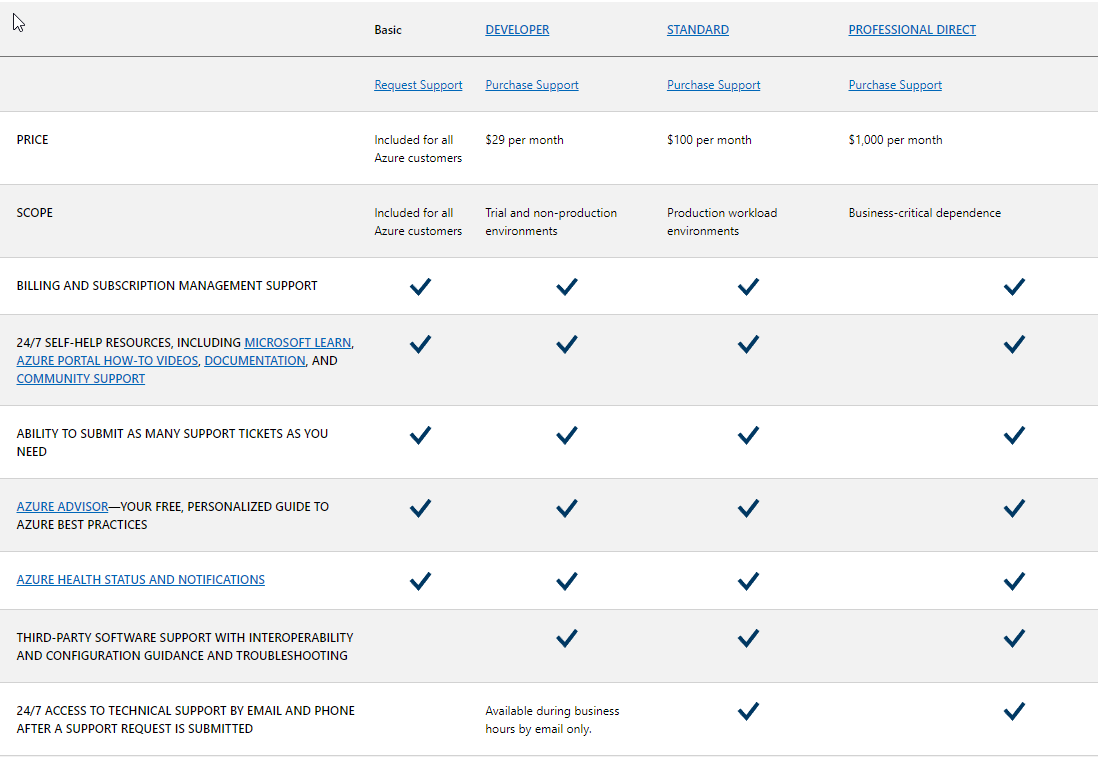 Basic DEVELOPER STANDARD PROFESSIONAL DIRECT
Request Support Purchase Support Purchase Support Purchase Support
PRICE Included for all $29 per month $100 per month $1,000 per month
Azure customers
SCOPE Included for all Trial and non-production Production workload Business-critical dependence
Azure customers environments environments
BILLING AND SUBSCRIPTION MANAGEMENT SUPPORT
24/7 SELF-HELP RESOURCES, INCLUDING MICROSOFT LEARN,
AZURE PORTAL HOW-TO VIDEOS, DOCUMENTATION, AND
COMMUNITY SUPPORT
ABILITY TO SUBMIT AS MANY SUPPORT TICKETS AS YOU
NEED
AZURE ADVISOR—YOUR FREE, PERSONALIZED GUIDE TO
AZURE BEST PRACTICES
AZURE HEALTH STATUS AND NOTIFICATIONS
THIRD-PARTY SOFTWARE SUPPORT WITH INTEROPERABILITY
AND CONFIGURATION GUIDANCE AND TROUBLESHOOTING
24/7 ACCESS TO TECHNICAL SUPPORT BY EMAIL AND PHONE Available during business
AFTER A SUPPORT REQUEST IS SUBMITTED hours by email only.